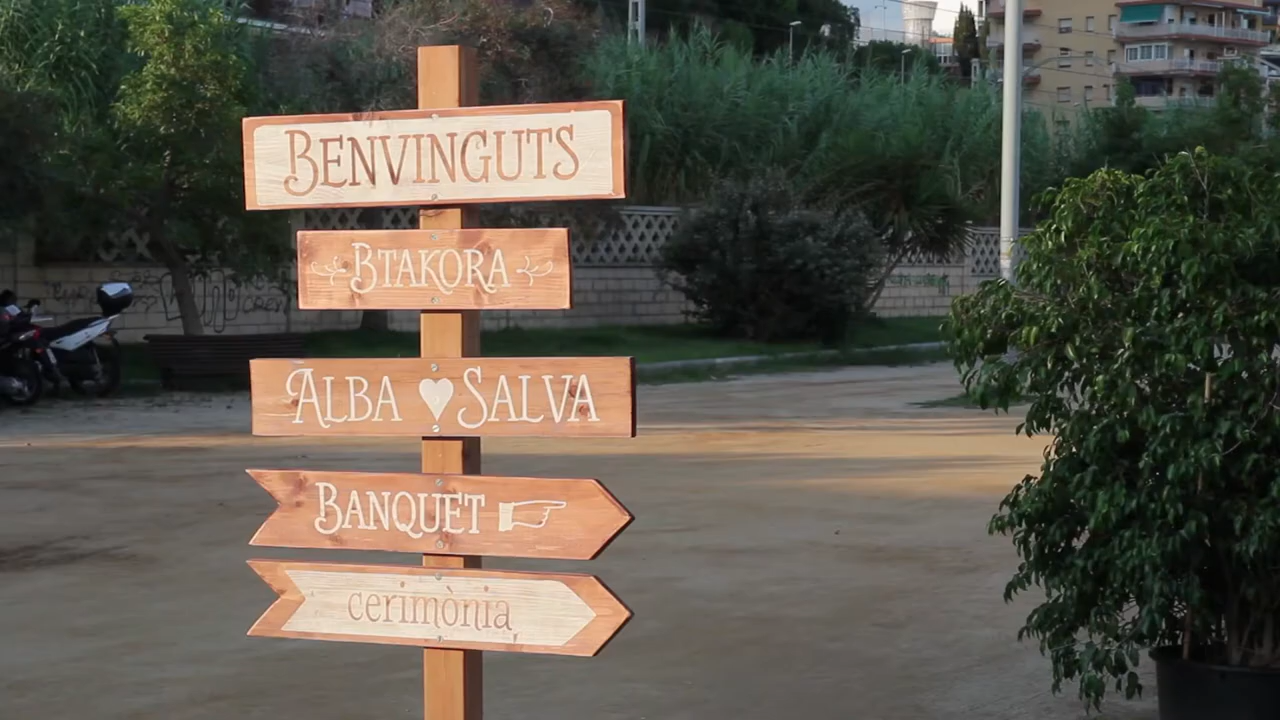 BENVINGUTS
BTAKORA
ALBA ♥ SALVA
BANQUET
cerimònia